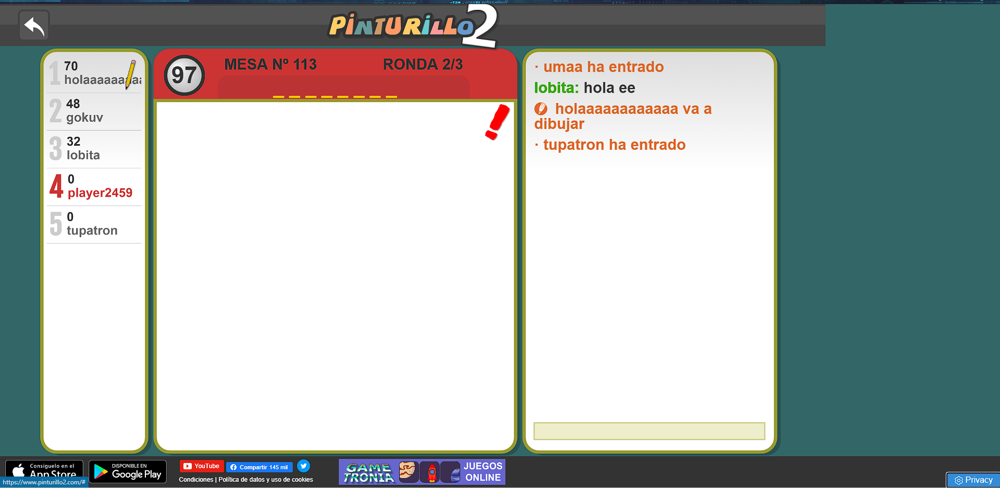 PiNTURiLLO2
1 70
holaaaaaaaaa
2 48
gokuv
3 32
lobita
4 0
player2459
5 0
tupatron
97
MESA Nº 113
RONDA 2/3
_ _ _ _ _ _ _ _
· umaa ha entrado
lobita: hola ee
holaaaaaaaaaaaa va a
dibujar
· tupatron ha entrado
Consíguelo en el
App Store
DISPONIBLE EN
Google Play
YouTube
Compartir 145 mil
Condiciones | Política de datos y uso de cookies
GAME
TRONIA
JUEGOS
ONLINE
https://www.pinturillo2.com/#
Privacy